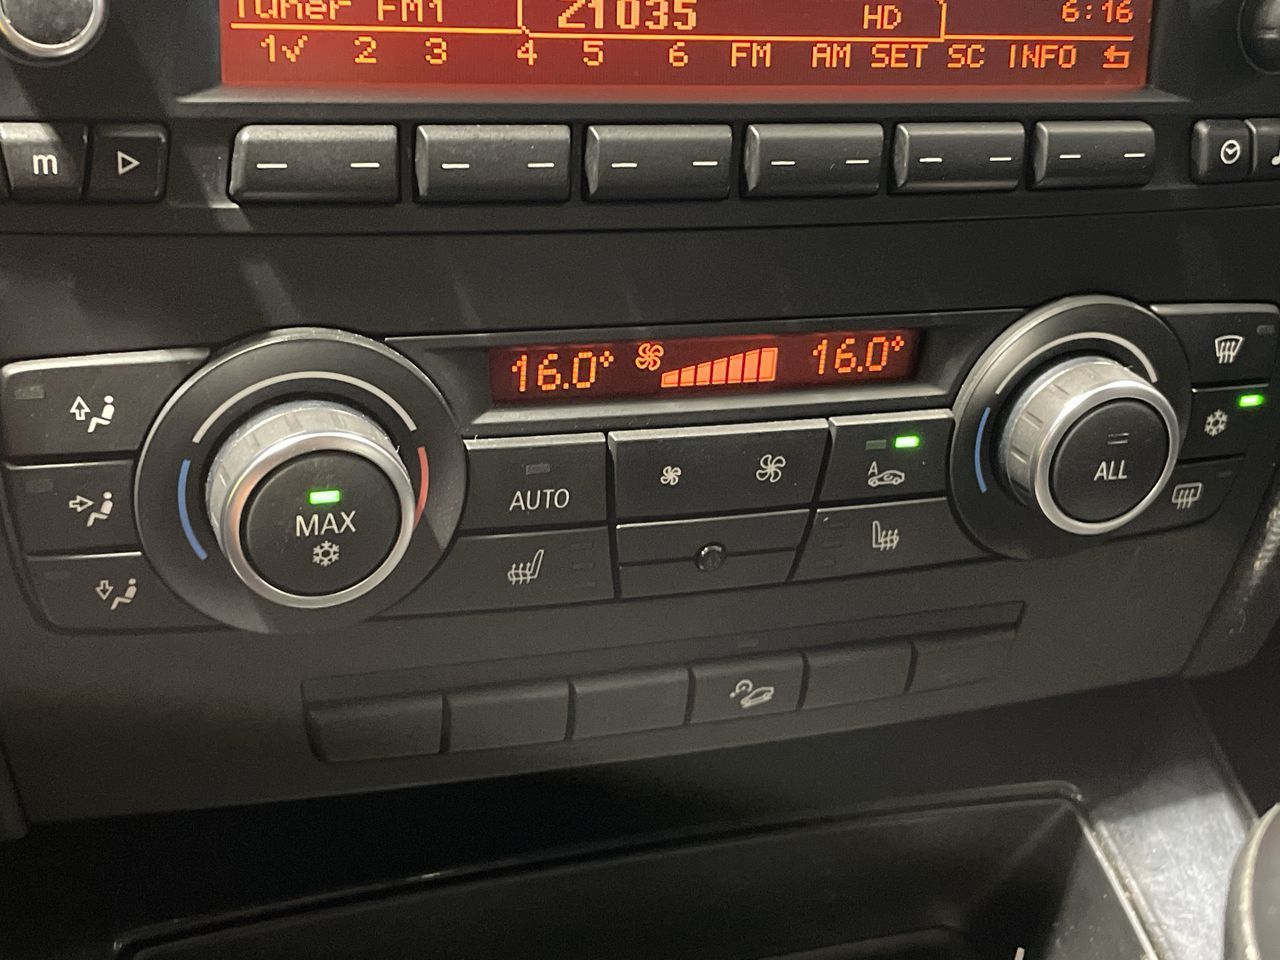 Tuner FM1 21035 HD 6:16
1√ 2 3 4 5 6 FM AM SET SC INFO
m
16.0° 16.0°
A
AUTO
MAX
ALL